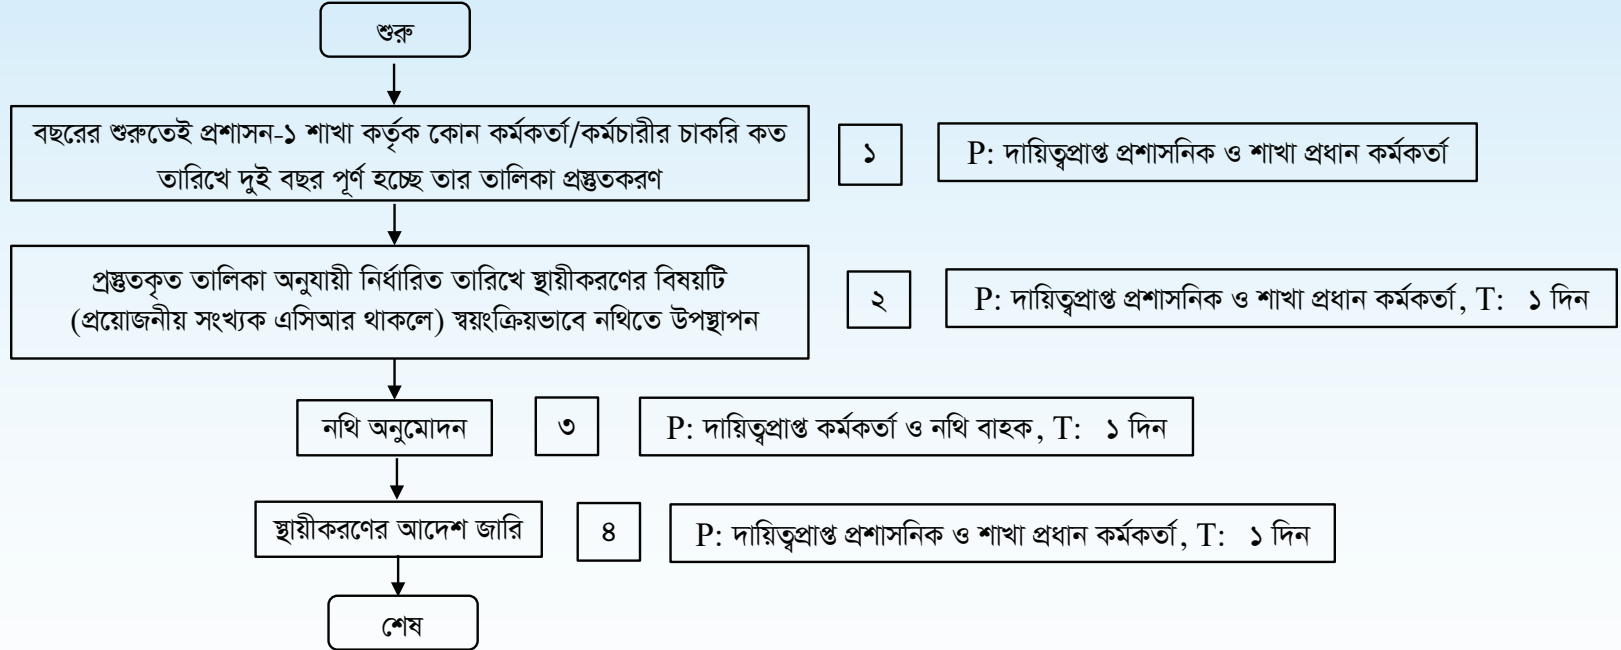 শুরু
বছরের শুরুতেই প্রশাসন-১ শাখা কর্তৃক কোন কর্মকর্তা/কর্মচারীর চাকরি কত
তারিখে দুই বছর পূর্ণ হচ্ছে তার তালিকা প্রস্তুতকরণ
১
P: দায়িত্বপ্রাপ্ত প্রশাসনিক ও শাখা প্রধান কর্মকর্তা
প্রস্তুতকৃত তালিকা অনুযায়ী নির্ধারিত তারিখে স্থায়ীকরণের বিষয়টি
(প্রয়োজনীয় সংখ্যক এসিআর থাকলে) স্বয়ংক্রিয়ভাবে নথিতে উপস্থাপন
২
P: দায়িত্বপ্রাপ্ত প্রশাসনিক ও শাখা প্রধান কর্মকর্তা, T: ১ দিন
নথি অনুমোদন
৩
P: দায়িত্বপ্রাপ্ত কর্মকর্তা ও নথি বাহক, T: ১ দিন
স্থায়ীকরণের আদেশ জারি
৪
P: দায়িত্বপ্রাপ্ত প্রশাসনিক ও শাখা প্রধান কর্মকর্তা, T: ১ দিন
শেষ